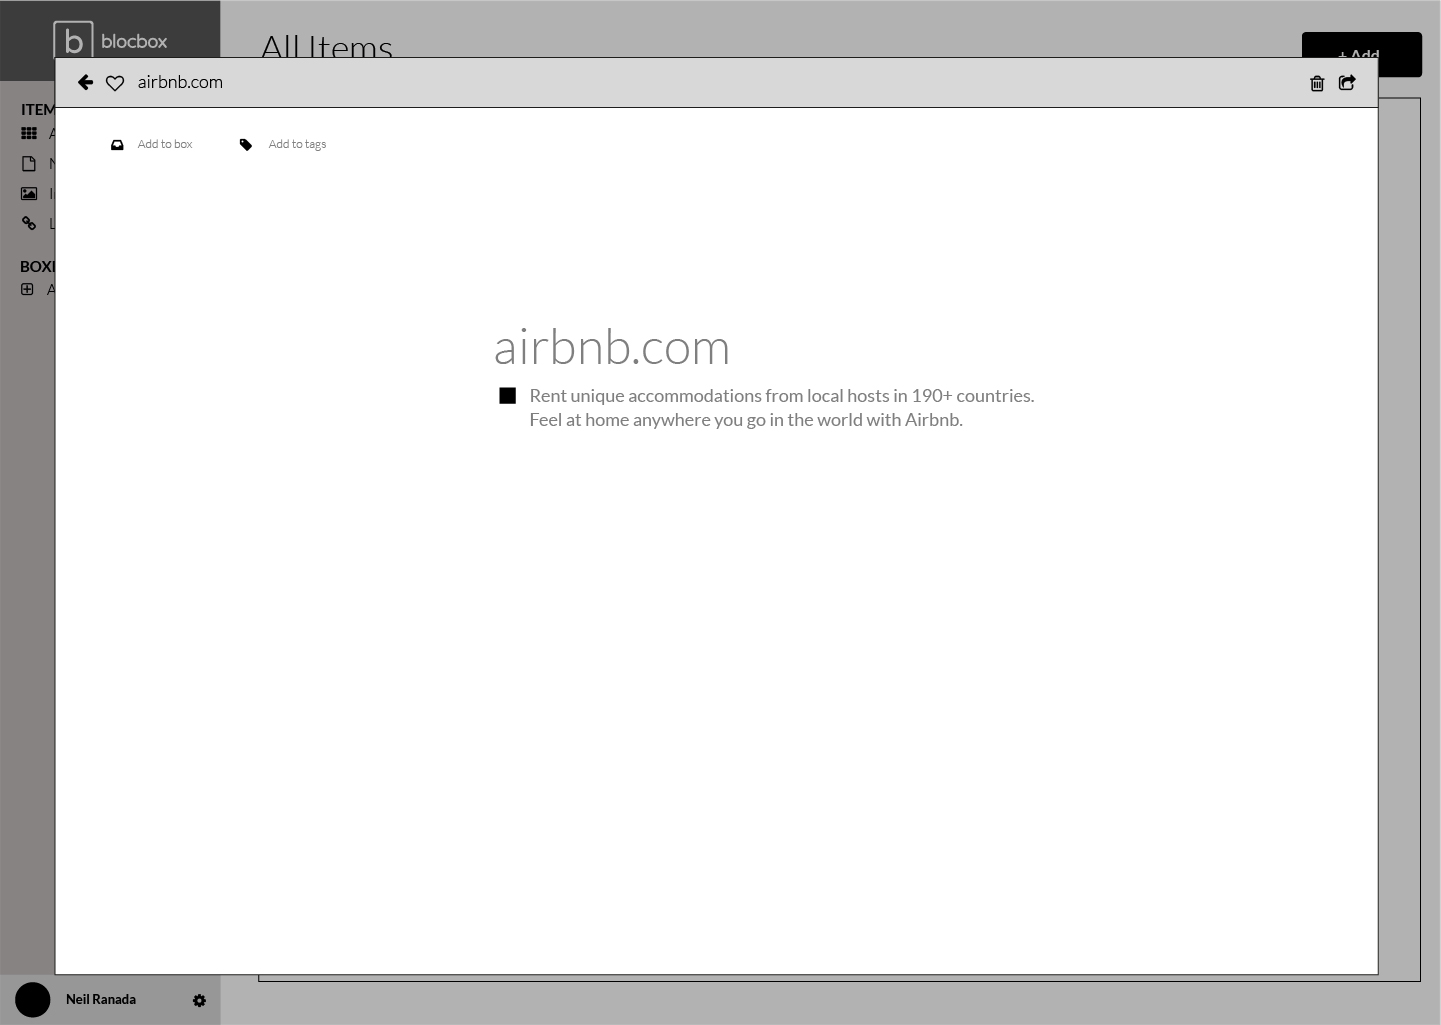 b blocbox
All Items
+ Add
airbnb.com
ITEM
A
N
L
BOX
A
Add to box
Add to tags
airbnb.com
Rent unique accommodations from local hosts in 190+ countries.
Feel at home anywhere you go in the world with Airbnb.
Neil Ranada